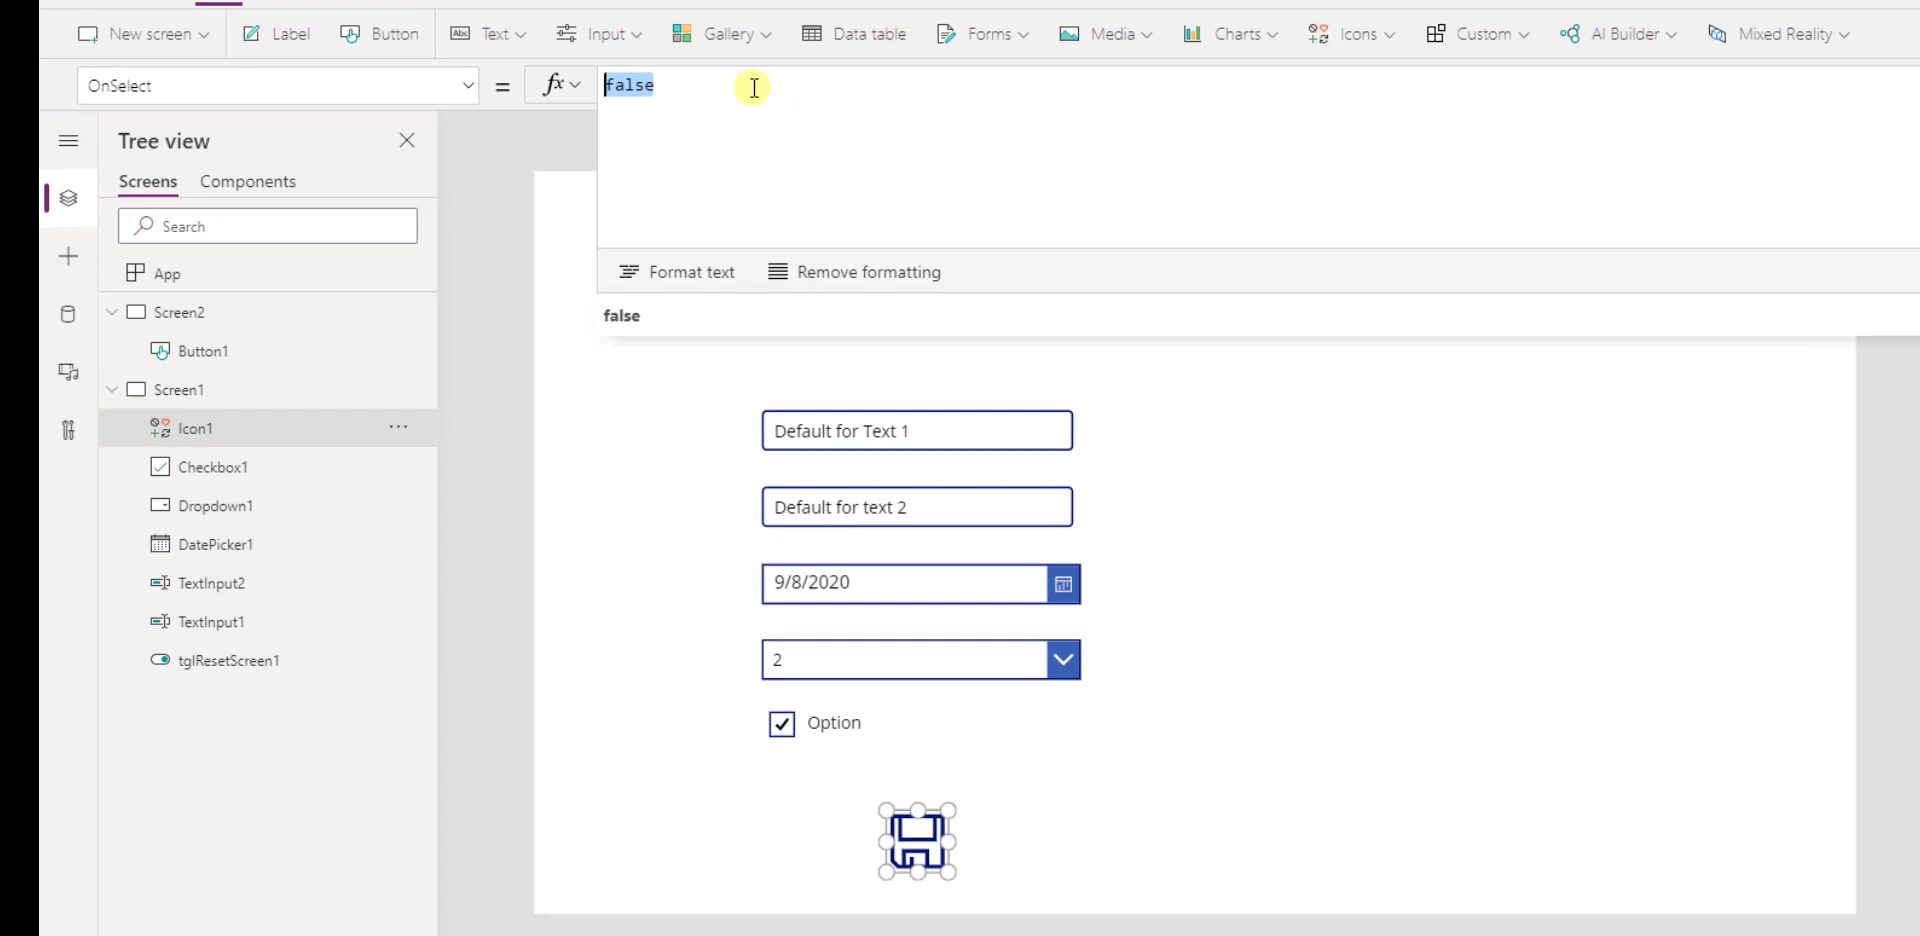 New screen Label Button Abc Text Input Gallery Data table Forms Media Charts Icons Custom AI Builder Mixed Reality
OnSelect = fx false
Tree view
Screens Components
Search
Format text Remove formatting
App
false
Screen2
Button1
Screen1
Icon1
Default for Text 1
Checkbox1
Dropdown1
Default for text 2
DatePicker1
TextInput2
9/8/2020
TextInput1
tglResetScreen1
2
Option